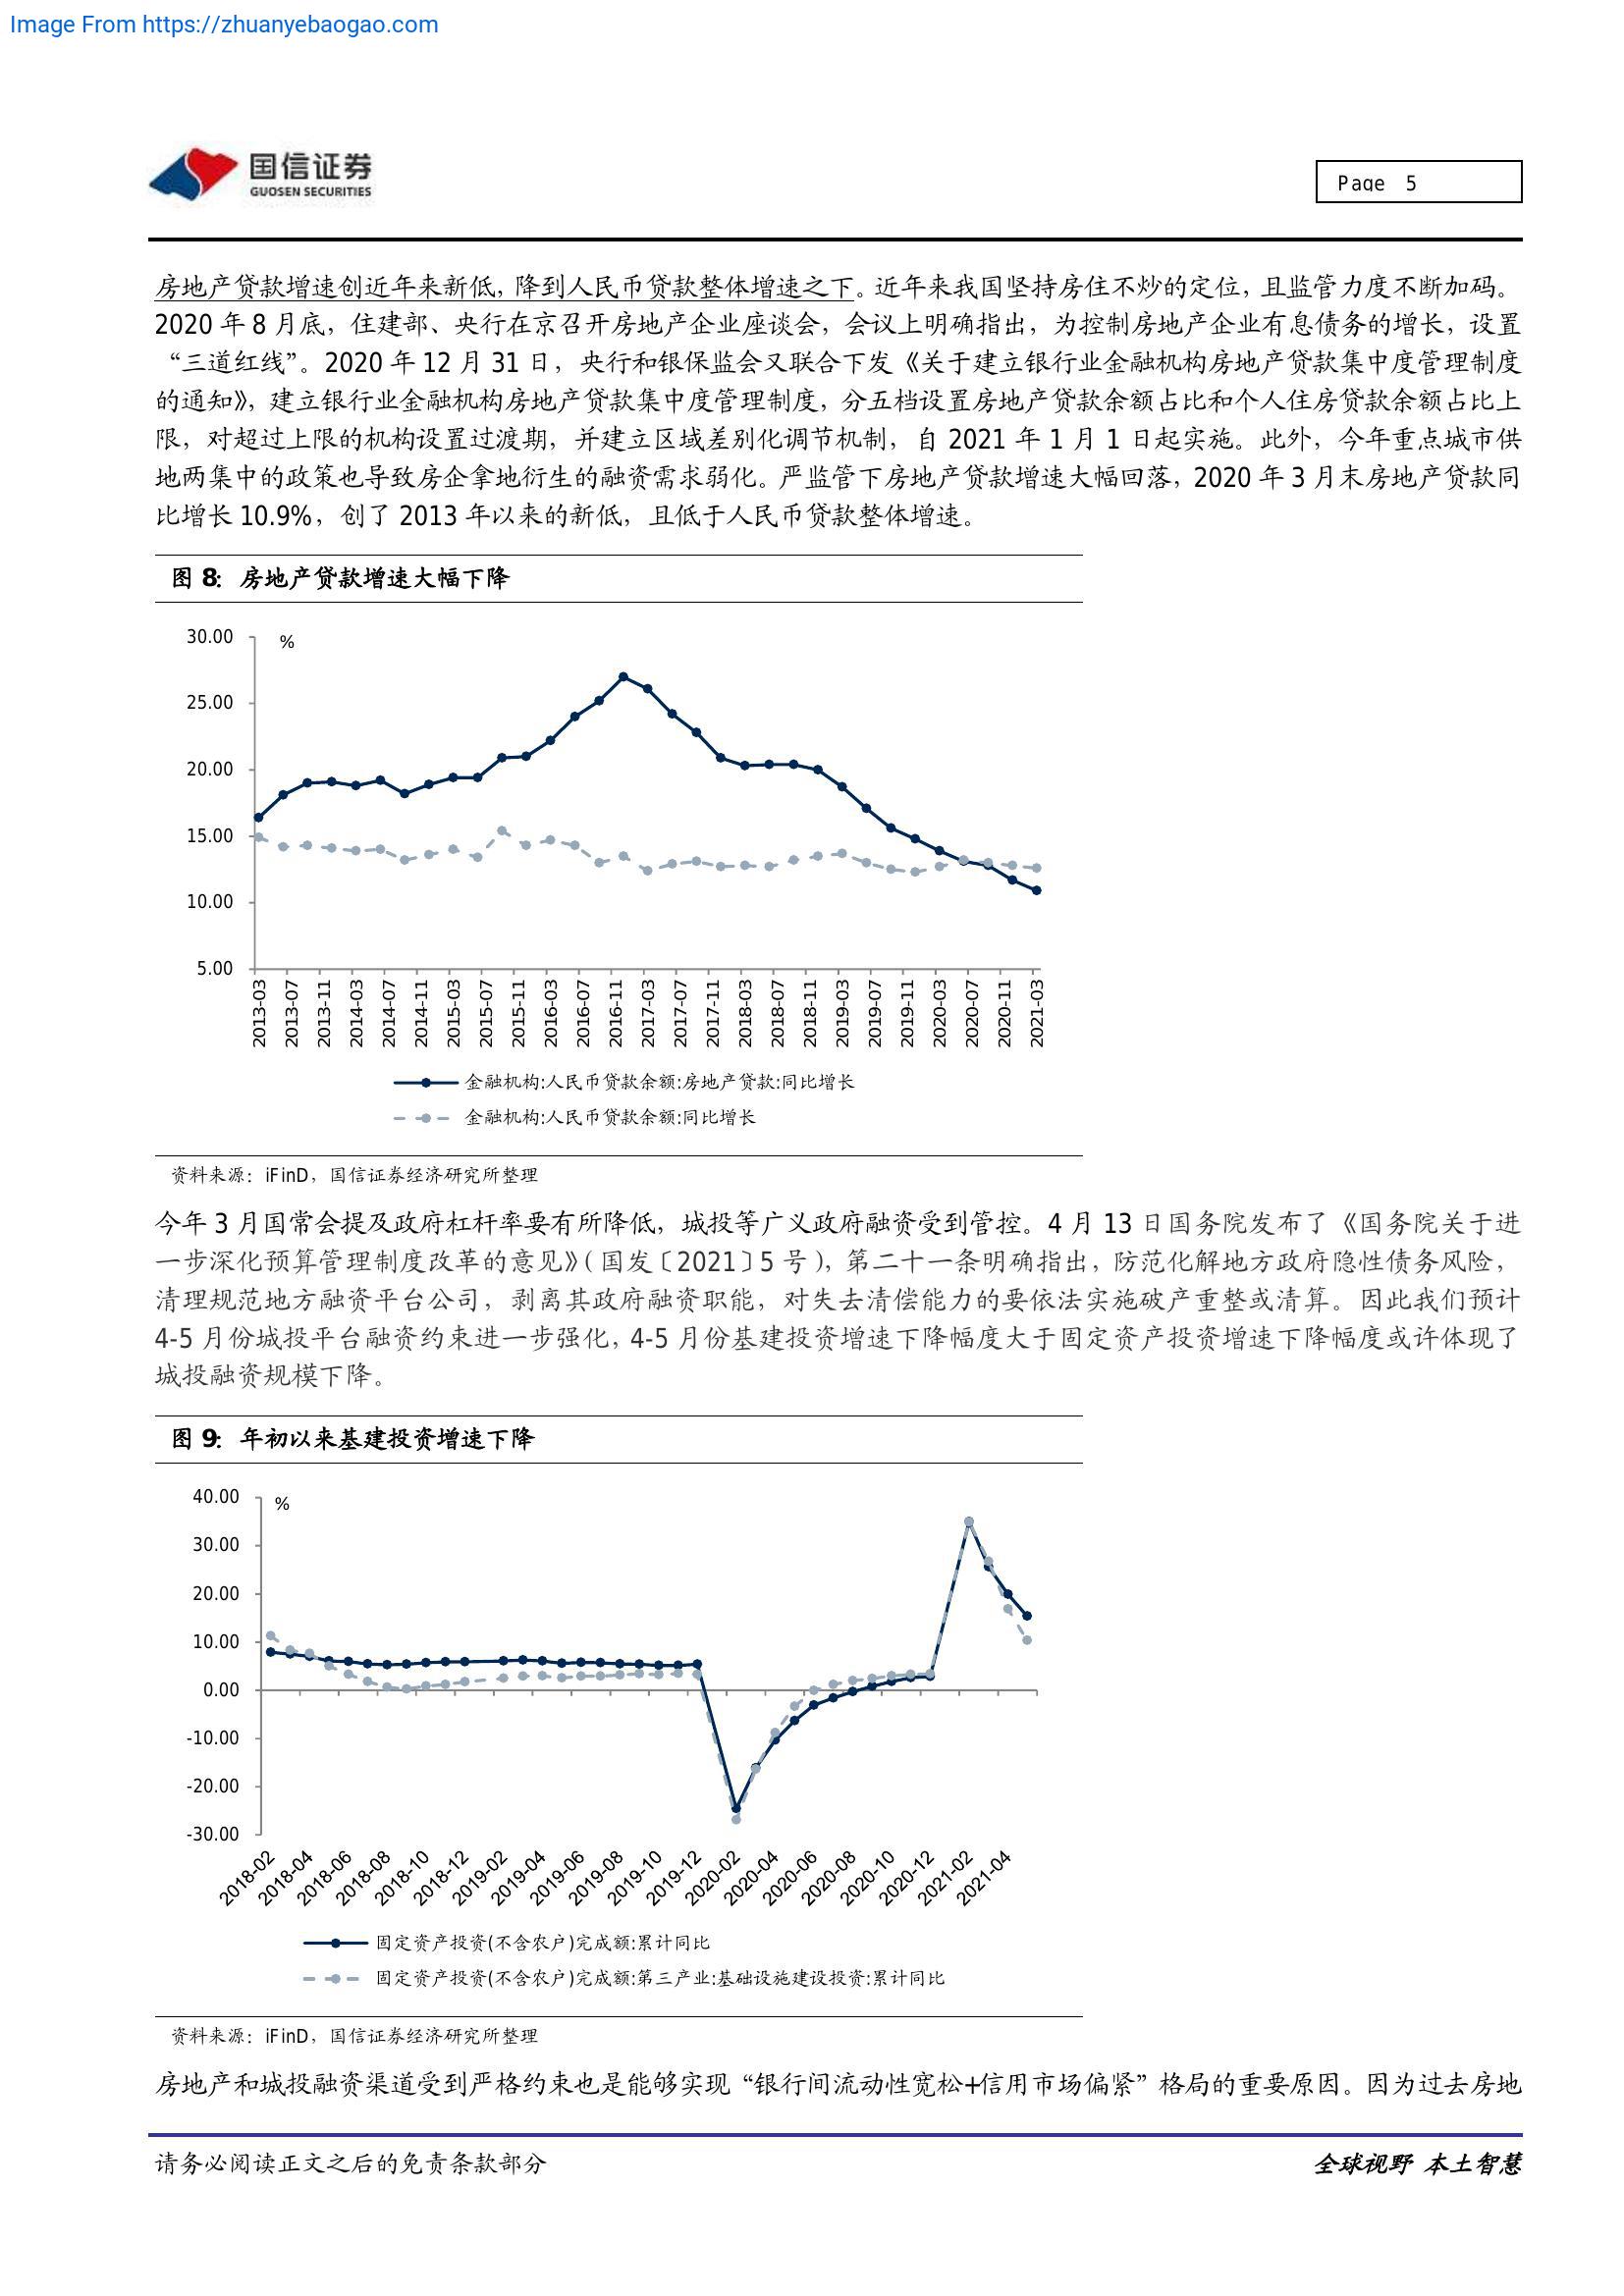 Image From https://zhuanyebaogao.com
国信证券
GUOSEN SECURITIES
Page 5
房地产贷款增速创近年来新低，降到人民币贷款整体增速之下。近年来我国坚持房住不炒的定位，且监管力度不断加码。
2020 年 8 月底，住建部、央行在京召开房地产企业座谈会，会议上明确指出，为控制房地产企业有息债务的增长，设置
“三道红线”。2020 年 12 月 31 日，央行和银保监会又联合下发《关于建立银行业金融机构房地产贷款集中度管理制度
的通知》，建立银行业金融机构房地产贷款集中度管理制度，分五档设置房地产贷款余额占比和个人住房贷款余额占比上
限，对超过上限的机构设置过渡期，并建立区域差别化调节机制，自 2021 年 1 月 1 日起实施。此外，今年重点城市供
地两集中的政策也导致房企拿地衍生的融资需求弱化。严监管下房地产贷款增速大幅回落，2020 年 3 月末房地产贷款同
比增长 10.9%，创了 2013 年以来的新低，且低于人民币贷款整体增速。
图 8：房地产贷款增速大幅下降
%
30.00
25.00
20.00
15.00
10.00
5.00
2013-03
2013-07
2013-11
2014-03
2014-07
2014-11
2015-03
2015-07
2015-11
2016-03
2016-07
2016-11
2017-03
2017-07
2017-11
2018-03
2018-07
2018-11
2019-03
2019-07
2019-11
2020-03
2020-07
2020-11
2021-03
金融机构:人民币贷款余额:房地产贷款:同比增长
金融机构:人民币贷款余额:同比增长
资料来源：iFinD，国信证券经济研究所整理
今年 3 月国常会提及政府杠杆率要有所降低，城投等广义政府融资受到管控。4 月 13 日国务院发布了《国务院关于进
一步深化预算管理制度改革的意见》（国发〔2021〕5 号），第二十一条明确指出，防范化解地方政府隐性债务风险，
清理规范地方融资平台公司，剥离其政府融资职能，对失去清偿能力的要依法实施破产重整或清算。因此我们预计
4-5 月份城投平台融资约束进一步强化，4-5 月份基建投资增速下降幅度大于固定资产投资增速下降幅度或许体现了
城投融资规模下降。
图 9：年初以来基建投资增速下降
%
40.00
30.00
20.00
10.00
0.00
-10.00
-20.00
-30.00
2018-02
2018-04
2018-06
2018-08
2018-10
2018-12
2019-02
2019-04
2019-06
2019-08
2019-10
2019-12
2020-02
2020-04
2020-06
2020-08
2020-10
2020-12
2021-02
2021-04
固定资产投资(不含农户)完成额:累计同比
固定资产投资(不含农户)完成额:第三产业:基础设施建设投资:累计同比
资料来源：iFinD，国信证券经济研究所整理
房地产和城投融资渠道受到严格约束也是能够实现“银行间流动性宽松+信用市场偏紧”格局的重要原因。因为过去房地
请务必阅读正文之后的免责条款部分
全球视野 本土智慧